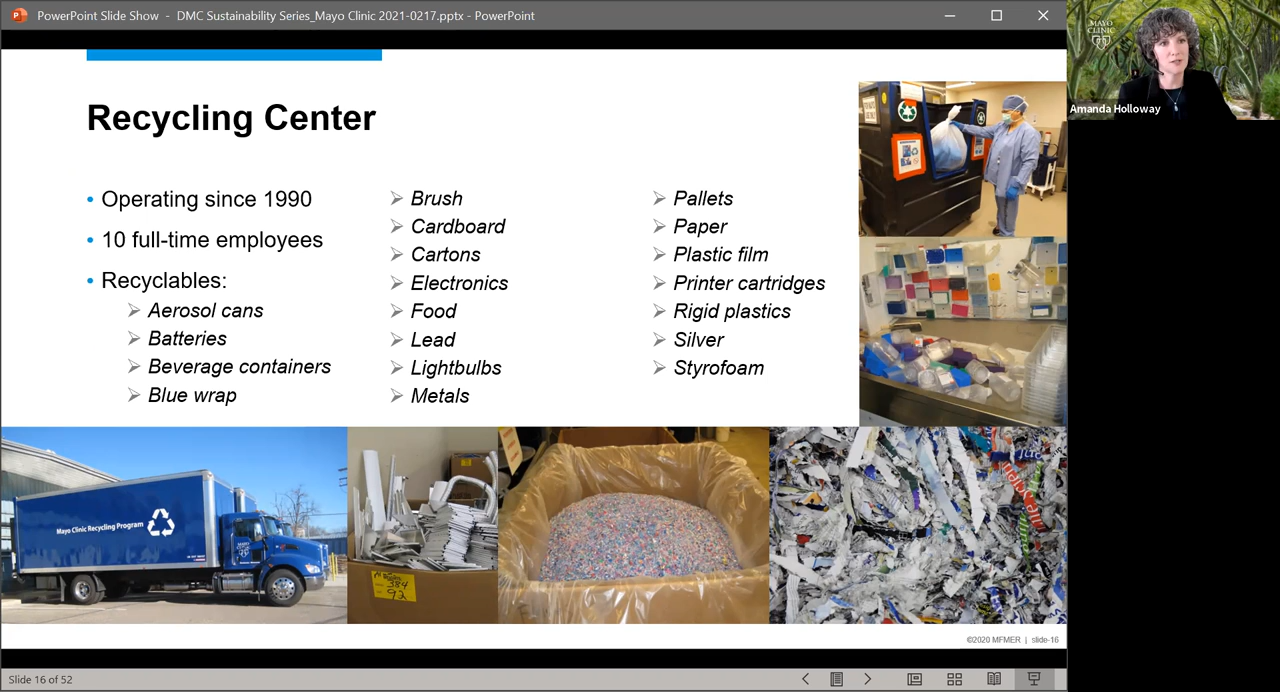 PowerPoint Slide Show - DMC Sustainability Series_Mayo Clinic 2021-0217.pptx - PowerPoint
MAYO
CLINIC
Amanda Holloway
Recycling Center
• Operating since 1990
• 10 full-time employees
• Recyclables:
Aerosol cans
Batteries
Beverage containers
Blue wrap
Brush
Cardboard
Cartons
Electronics
Food
Lead
Lightbulbs
Metals
Pallets
Paper
Plastic film
Printer cartridges
Rigid plastics
Silver
Styrofoam
Mayo Clinic Recycling Program
384
92
©2020 MFMER | slide-16
Slide 16 of 52